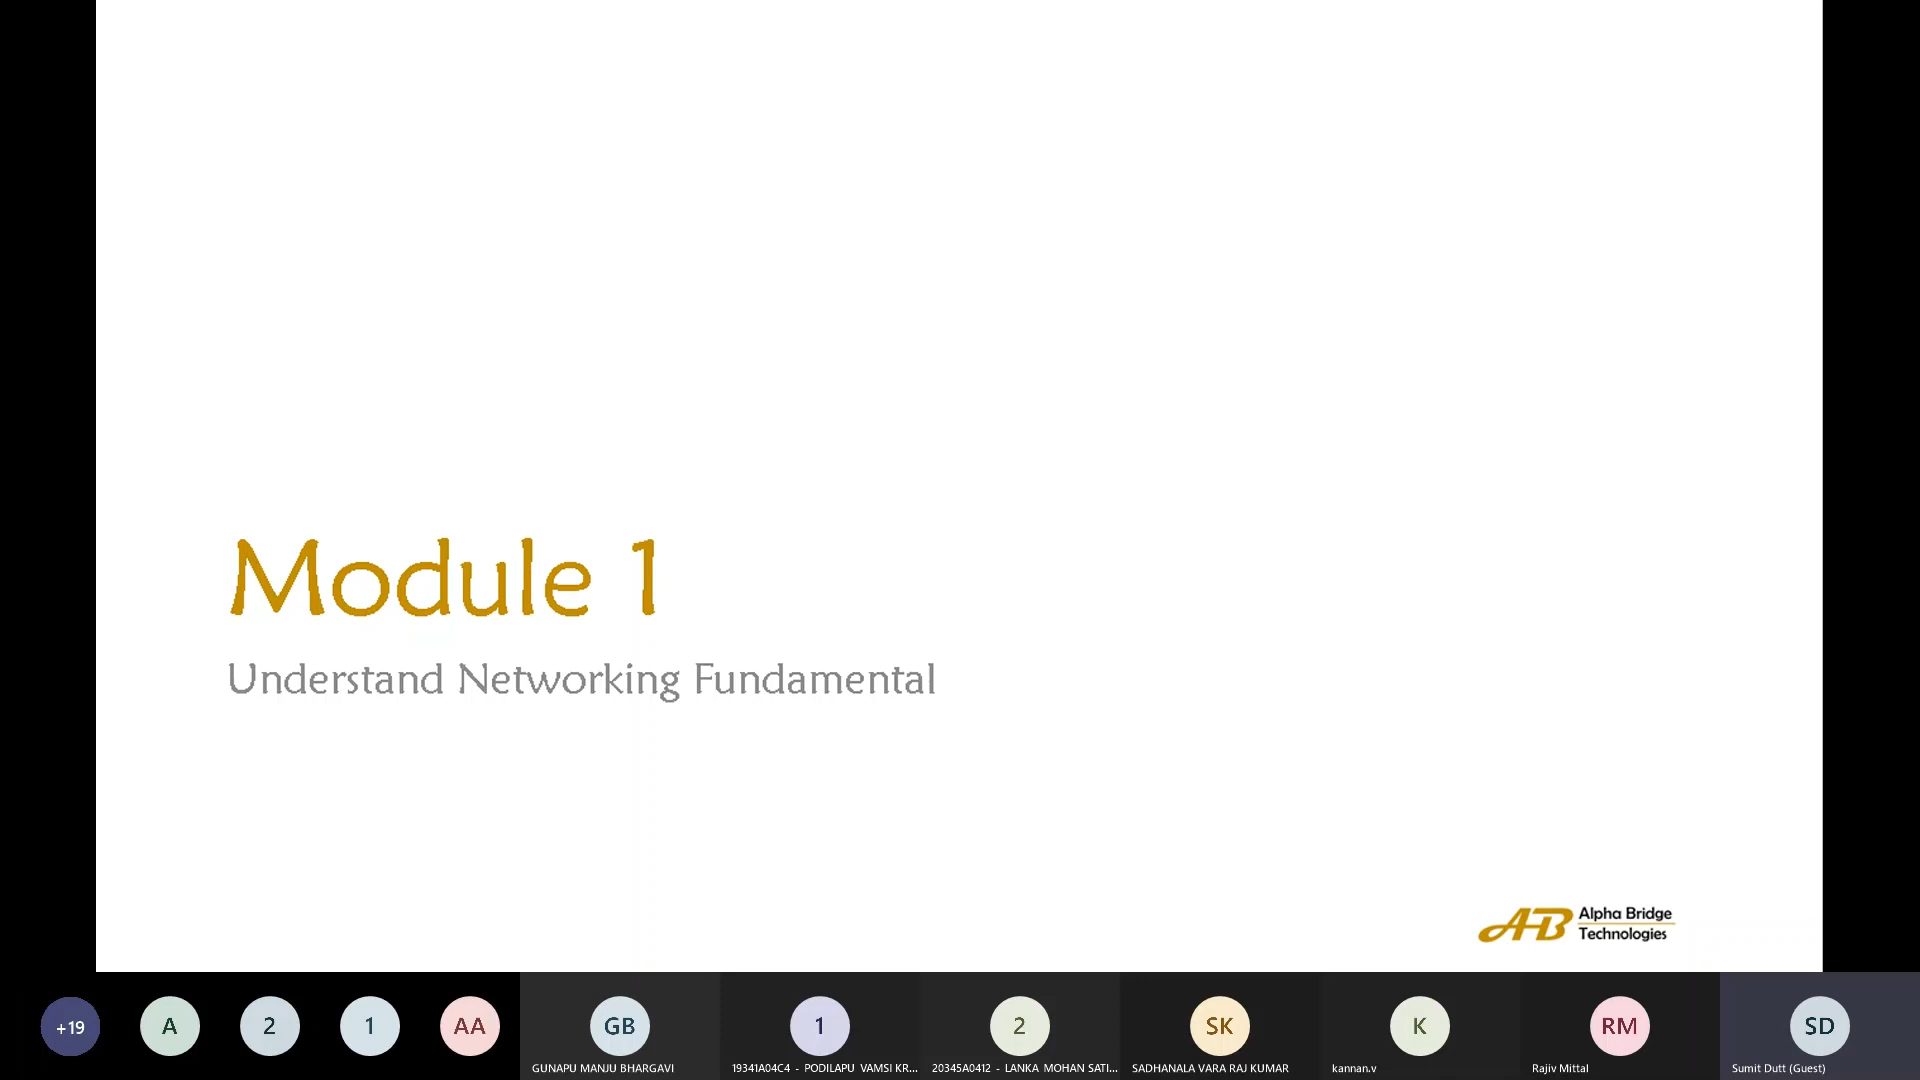 Module 1
Understand Networking Fundamental
AB Alpha Bridge
Technologies
+19
A
2
1
AA
GB
1
2
SK
K
RM
SD
GUNAPU MANJU BHARGAVI
19341A04C4 - PODILAPU VAMSI KR...
20345A0412 - LANKA MOHAN SATI...
SADHANALA VARA RAJ KUMAR
kannan.v
Rajiv Mittal
Sumit Dutt (Guest)